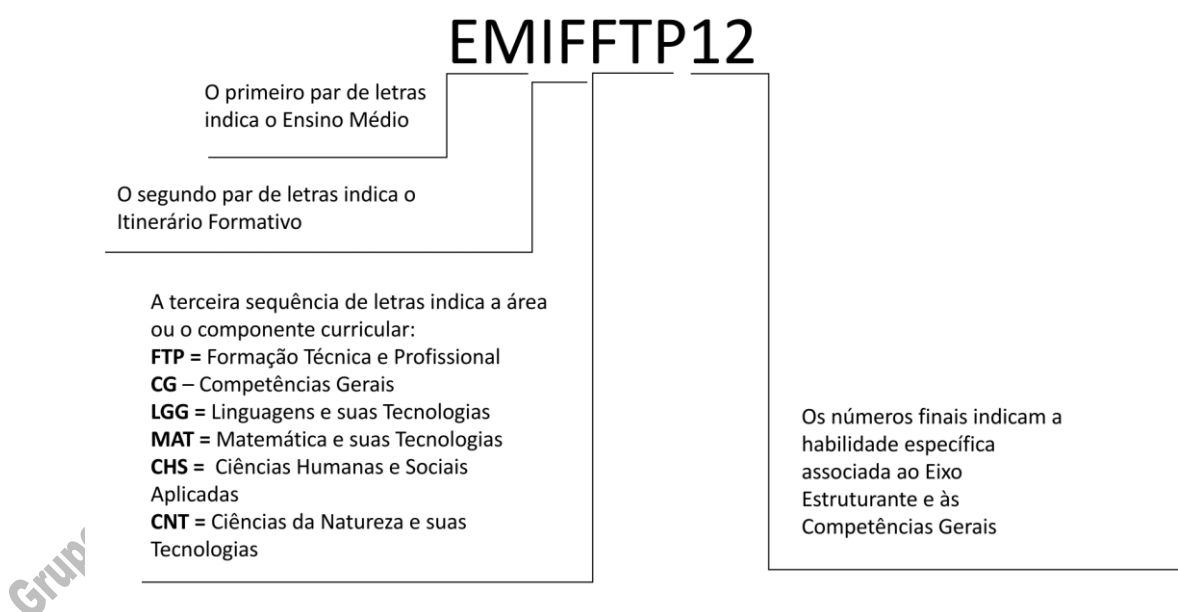 EMIFFTP12
O primeiro par de letras
indica o Ensino Médio
O segundo par de letras indica o
Itinerário Formativo
A terceira sequência de letras indica a área
ou o componente curricular:
FTP = Formação Técnica e Profissional
CG – Competências Gerais
LGG = Linguagens e suas Tecnologias
MAT = Matemática e suas Tecnologias
CHS = Ciências Humanas e Sociais
Aplicadas
CNT = Ciências da Natureza e suas
Tecnologias
Os números finais indicam a
habilidade específica
associada ao Eixo
Estruturante e às
Competências Gerais